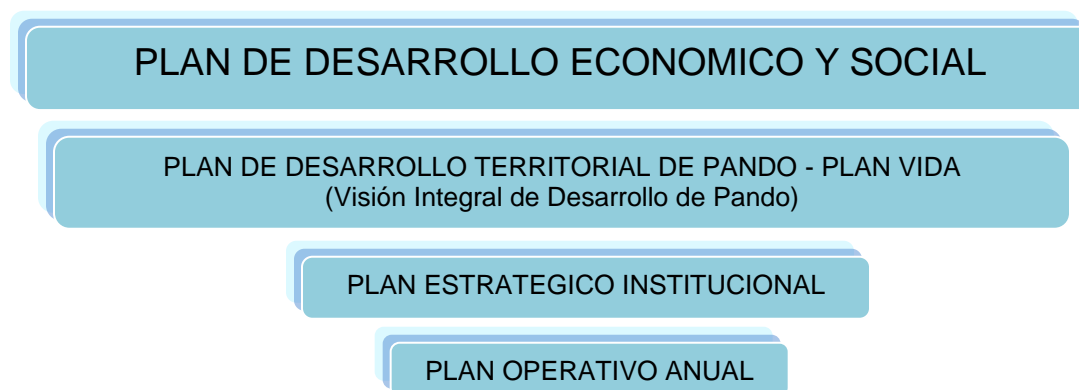 PLAN DE DESARROLLO ECONOMICO Y SOCIAL
PLAN DE DESARROLLO TERRITORIAL DE PANDO - PLAN VIDA
(Visión Integral de Desarrollo de Pando)
PLAN ESTRATEGICO INSTITUCIONAL
PLAN OPERATIVO ANUAL